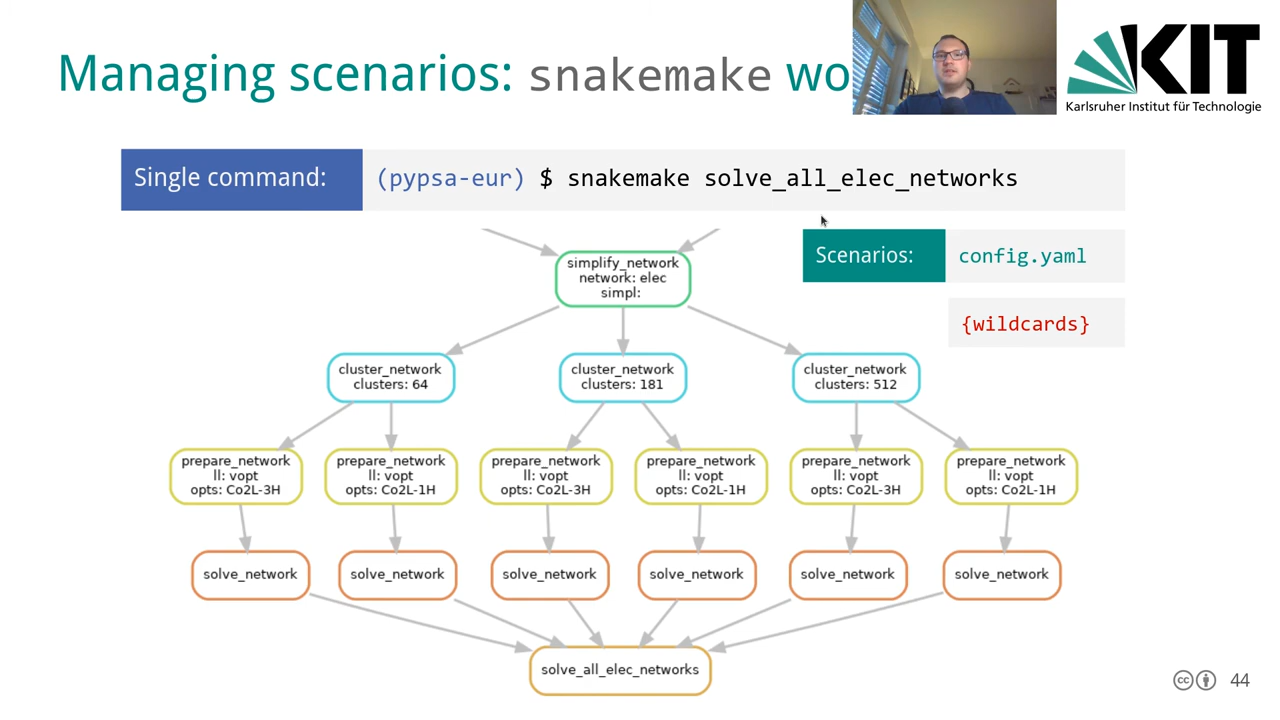 Managing scenarios: snakemake wo
KIT
Karlsruher Institut für Technologie
Single command: (pypsa-eur) $ snakemake solve_all_elec_networks
Scenarios: config.yaml
{wildcards}
simplify_network
network: elec
simpl:
cluster_network
clusters: 64
cluster_network
clusters: 181
cluster_network
clusters: 512
prepare_network
ll: vopt
opts: Co2L-3H
prepare_network
ll: vopt
opts: Co2L-1H
prepare_network
ll: vopt
opts: Co2L-3H
prepare_network
ll: vopt
opts: Co2L-1H
prepare_network
ll: vopt
opts: Co2L-3H
prepare_network
ll: vopt
opts: Co2L-1H
solve_network
solve_network
solve_network
solve_network
solve_network
solve_network
solve_all_elec_networks
cc
44